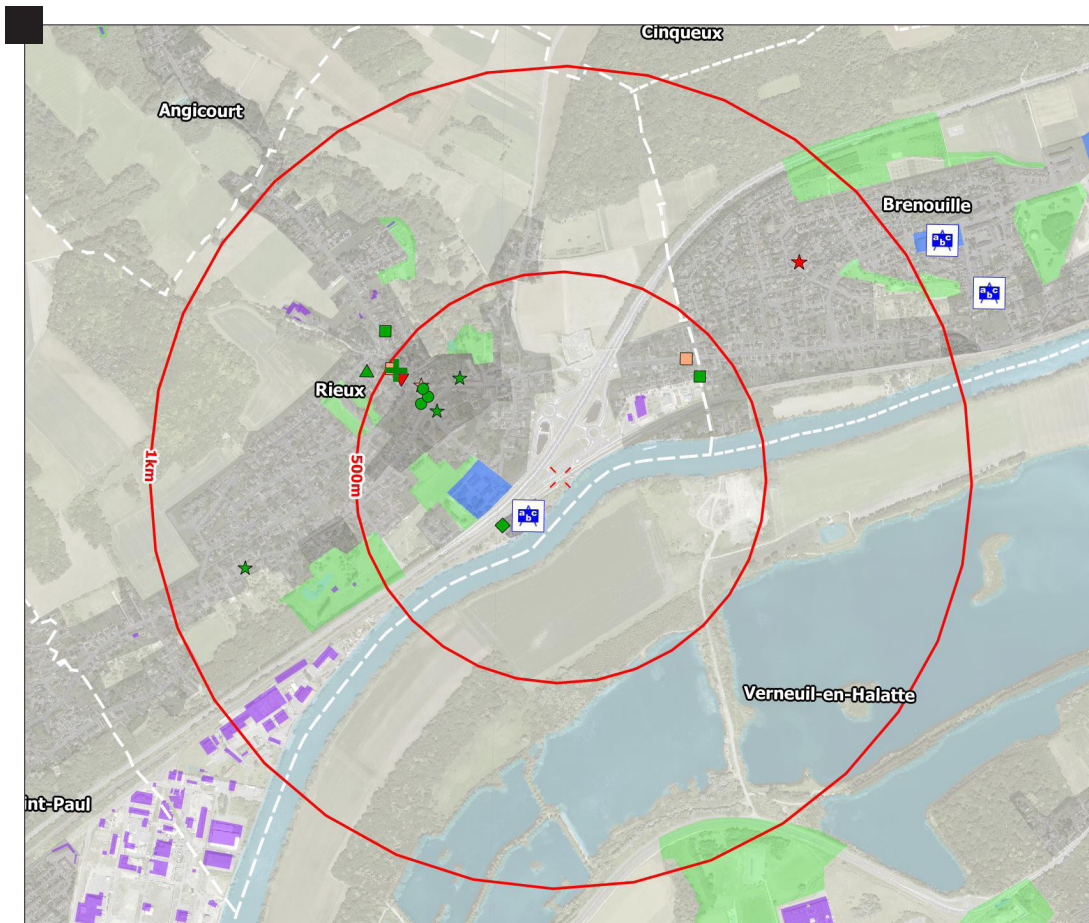 Cinqueux
Angicourt
Brenouille
a b c
a b c
Rieux
1km
500m
a b c
Verneuil-en-Halatte
int-Paul